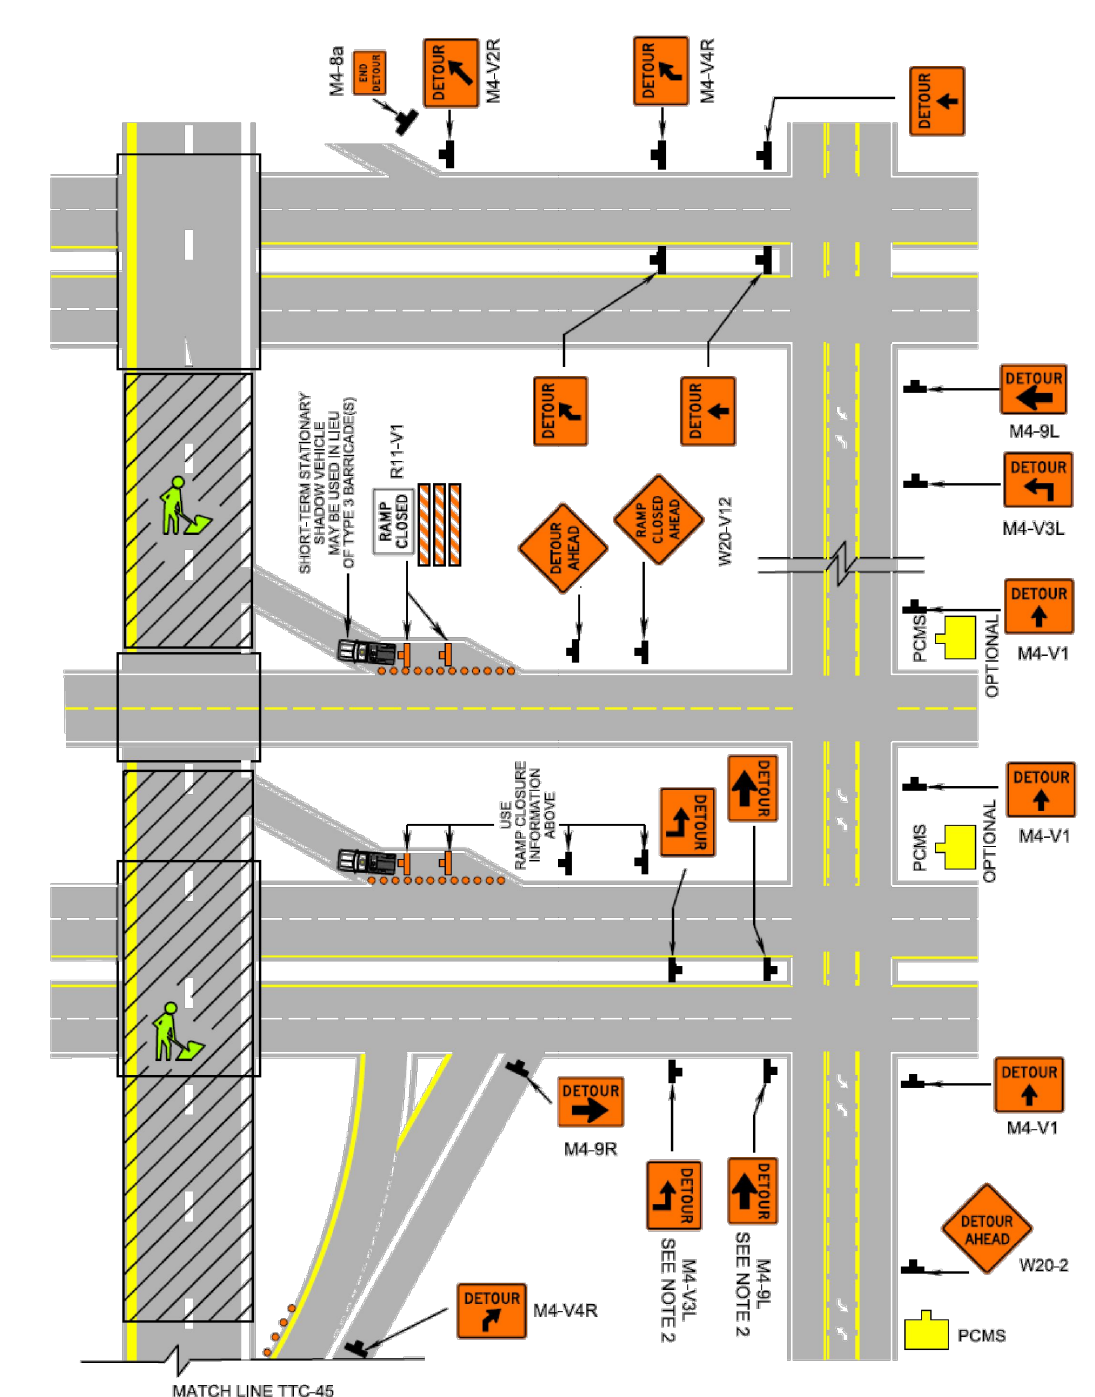 M4-8a
END
DETOUR
DETOUR
M4-V2R
DETOUR
M4-V4R
DETOUR
DETOUR
DETOUR
DETOUR
M4-9L
DETOUR
M4-V3L
SHORT-TERM STATIONARY
SHADOW VEHICLE
MAY BE USED IN LIEU
OF TYPE 3 BARRICADE(S)
R11-V1
RAMP
CLOSED
DETOUR
AHEAD
RAMP
CLOSED
AHEAD
W20-V12
DETOUR
M4-V1
PCMS
OPTIONAL
USE
RAMP CLOSURE
INFORMATION
ABOVE
DETOUR
DETOUR
DETOUR
M4-V1
PCMS
OPTIONAL
DETOUR
M4-9R
DETOUR
M4-V3L
SEE NOTE 2
DETOUR
M4-9L
SEE NOTE 2
DETOUR
M4-V1
DETOUR
AHEAD
W20-2
DETOUR
M4-V4R
PCMS
MATCH LINE TTC-45